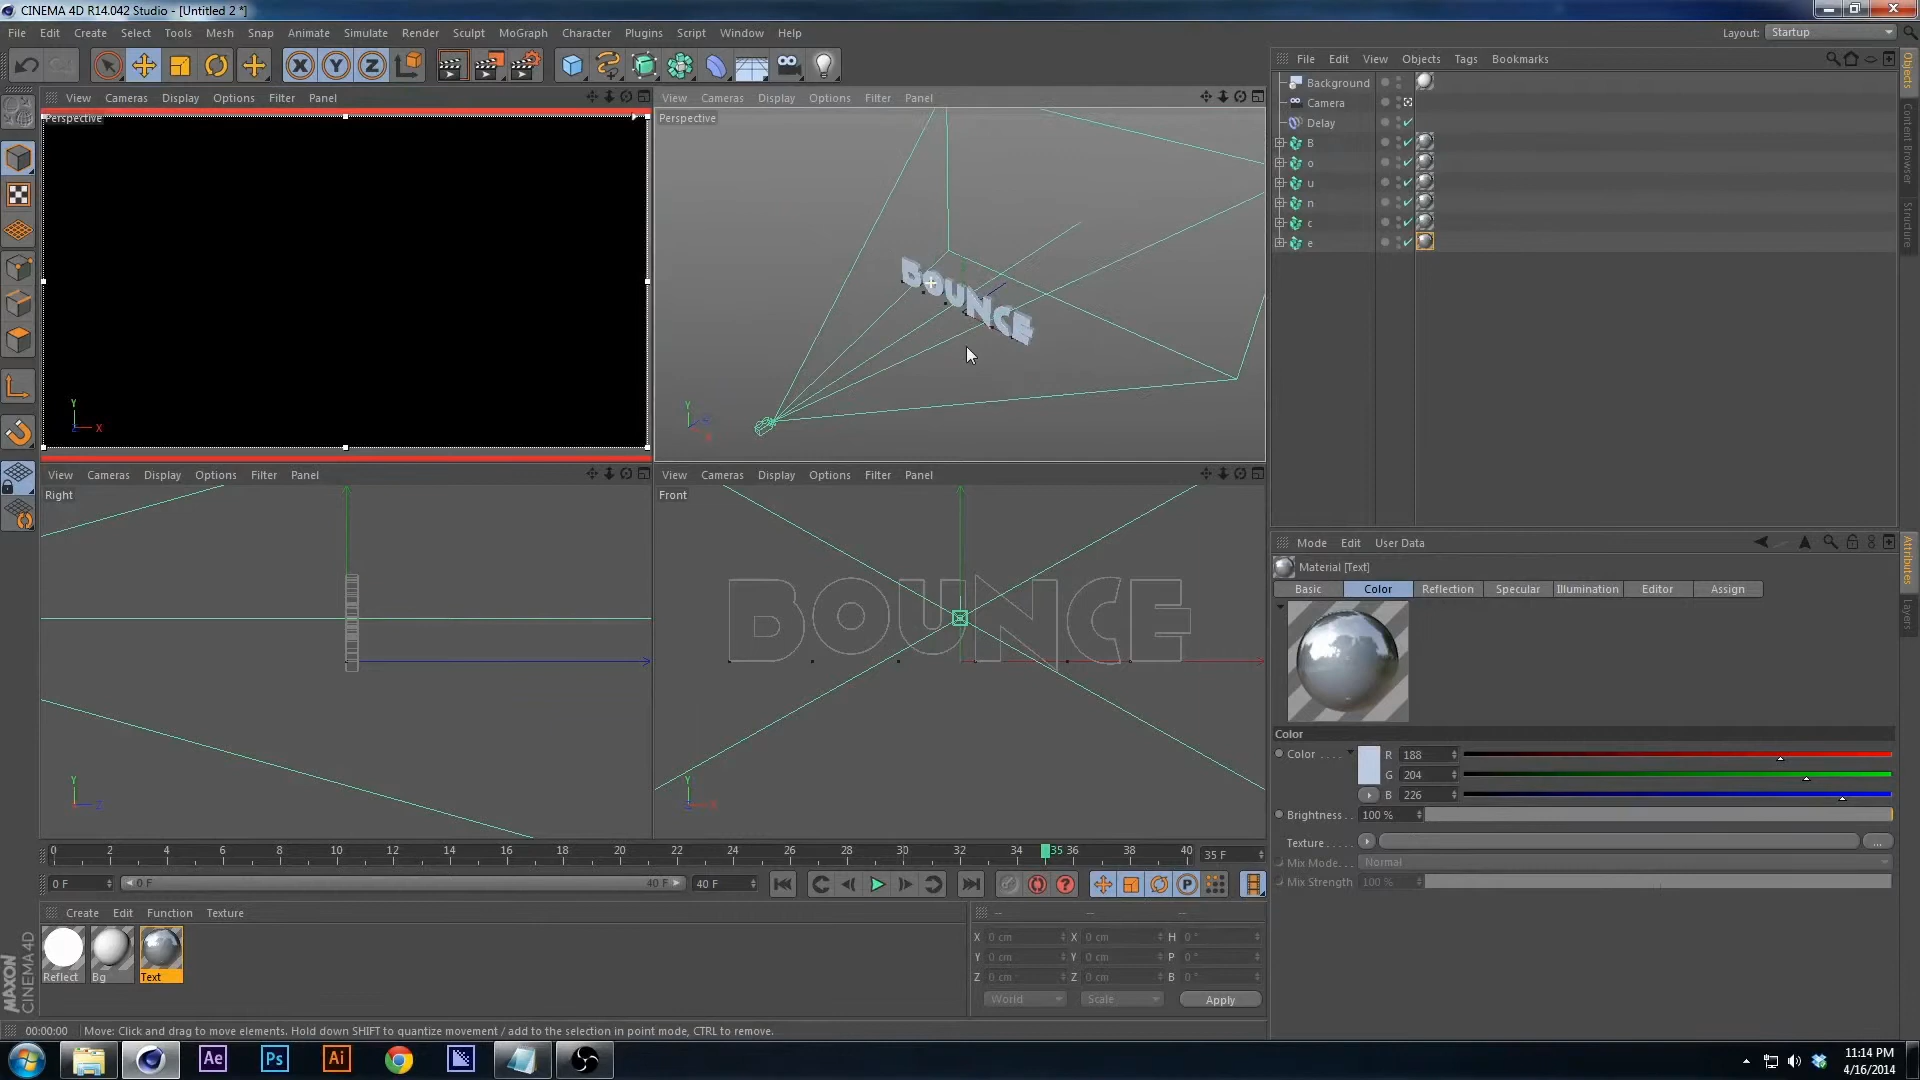 CINEMA 4D R14.042 Studio - [Untitled 2 *]
File Edit Create Select Tools Mesh Snap Animate Simulate Render Sculpt MoGraph Character Plugins Script Window Help
Layout: Startup
View Cameras Display Options Filter Panel
Perspective
Y
X
View Cameras Display Options Filter Panel
Perspective
BOUNCE
Y
View Cameras Display Options Filter Panel
Right
Y
Z
View Cameras Display Options Filter Panel
Front
BOUNCE
Y
File Edit View Objects Tags Bookmarks
Background
Camera
Delay
B
o
u
n
c
e
Objects
Content Browser
Structure
Mode Edit User Data
Material [Text]
Basic Color Reflection Specular Illumination Editor Assign
Color
Color . . . . R 188
G 204
B 226
Brightness . . 100 %
Texture . . . . . ...
Mix Mode. . . Normal
Mix Strength 100 %
Attributes
Layers
0 2 4 6 8 10 12 14 16 18 20 22 24 26 28 30 32 34 35 36 38 40 35 F
0 F 0 F 40 F 40 F
Create Edit Function Texture
Reflect Bg Text
-- -- --
X 0 cm X 0 cm H 0 °
Y 0 cm Y 0 cm P 0 °
Z 0 cm Z 0 cm B 0 °
World Scale Apply
MAXON
CINEMA 4D
00:00:00 Move: Click and drag to move elements. Hold down SHIFT to quantize movement / add to the selection in point mode, CTRL to remove.
Ae Ps Ai
11:14 PM
4/16/2014